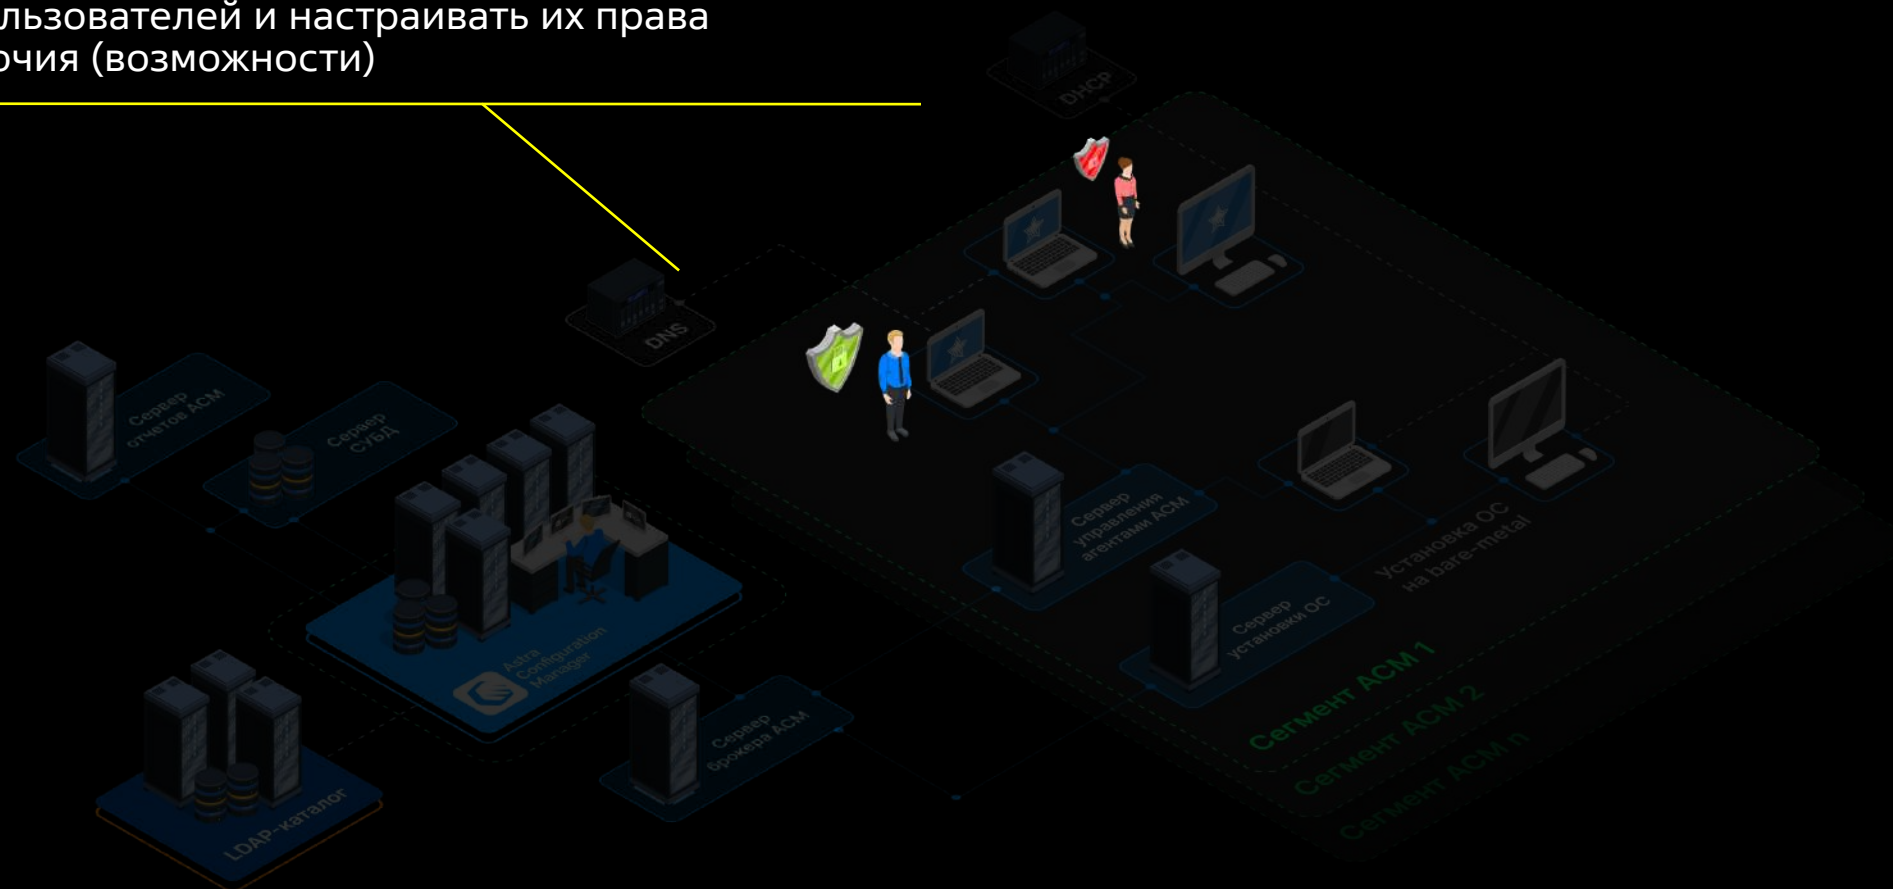 льзователей и настраивать их права
очия (возможности)
DHCP
DNS
Сервер
отчетов ACM
Сервер
СУБД
Сервер
управления
агентами ACM
Установка ОС
на bare-metal
Сервер
установки ОС
Astra
Configuration
Manager
Сегмент ACM 1
Сегмент ACM 2
Сегмент ACM n
Сервер
брокера ACM
LDAP-каталог